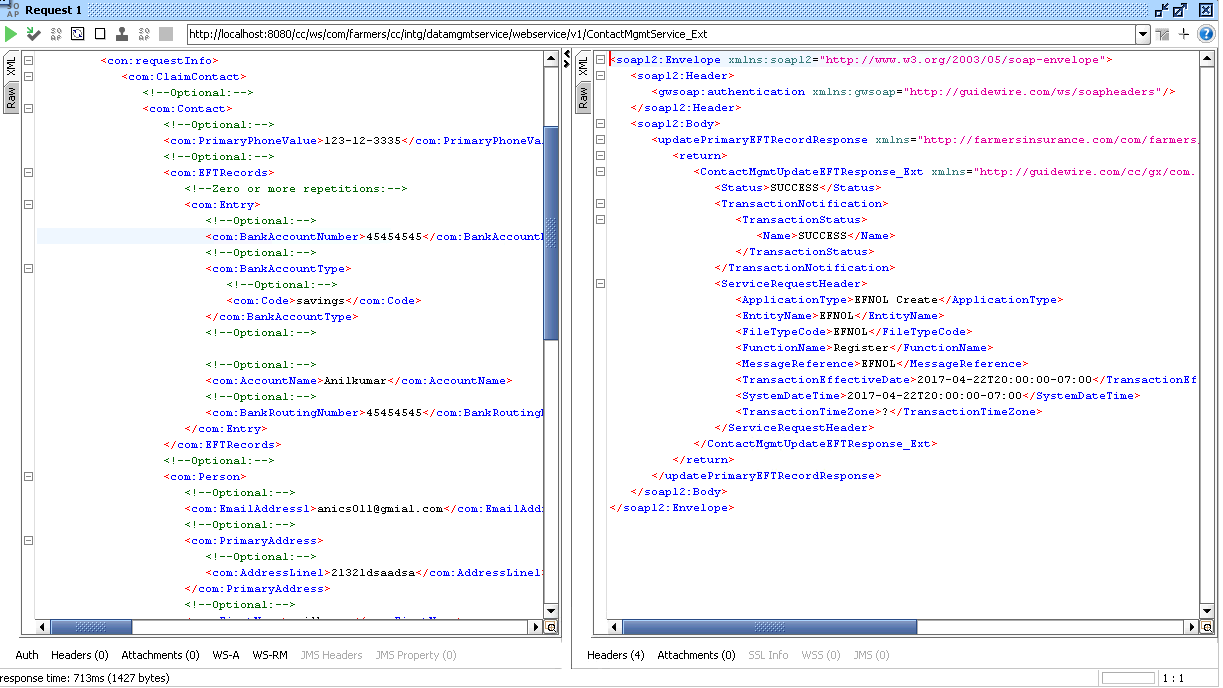 SO AP Request 1
http://localhost:8080/cc/ws/com/farmers/cc/intg/datamgmtservice/webservice/v1/ContactMgmtService_Ext
XML
Raw
<con:requestInfo>
<com:ClaimContact>
<!--Optional:-->
<com:Contact>
<!--Optional:-->
<com:PrimaryPhoneValue>123-12-3335</com:PrimaryPhoneVa
<!--Optional:-->
<com:EFTRecords>
<!--Zero or more repetitions:-->
<com:Entry>
<!--Optional:-->
<com:BankAccountNumber>45454545</com:BankAccount
<!--Optional:-->
<com:BankAccountType>
<!--Optional:-->
<com:Code>savings</com:Code>
</com:BankAccountType>
<!--Optional:-->
<!--Optional:-->
<com:AccountName>Anilkumar</com:AccountName>
<!--Optional:-->
<com:BankRoutingNumber>45454545</com:BankRouting
</com:Entry>
</com:EFTRecords>
<!--Optional:-->
<com:Person>
<!--Optional:-->
<com:EmailAddress1>anics011@gmial.com</com:EmailAdd
<!--Optional:-->
<com:PrimaryAddress>
<!--Optional:-->
<com:AddressLine1>21321dsaadsa</com:AddressLine1>
</com:PrimaryAddress>
<!--Optional:-->
XML
Raw
<soap12:Envelope xmlns:soap12="http://www.w3.org/2003/05/soap-envelope">
<soap12:Header>
<gwsoap:authentication xmlns:gwsoap="http://guidewire.com/ws/soapheaders"/>
</soap12:Header>
<soap12:Body>
<updatePrimaryEFTRecordResponse xmlns="http://farmersinsurance.com/com/farmers
<return>
<ContactMgmtUpdateEFTResponse_Ext xmlns="http://guidewire.com/cc/gx/com.
<Status>SUCCESS</Status>
<TransactionNotification>
<TransactionStatus>
<Name>SUCCESS</Name>
</TransactionStatus>
</TransactionNotification>
<ServiceRequestHeader>
<ApplicationType>EFNOL Create</ApplicationType>
<EntityName>EFNOL</EntityName>
<FileTypeCode>EFNOL</FileTypeCode>
<FunctionName>Register</FunctionName>
<MessageReference>EFNOL</MessageReference>
<TransactionEffectiveDate>2017-04-22T20:00:00-07:00</TransactionEf
<SystemDateTime>2017-04-22T20:00:00-07:00</SystemDateTime>
<TransactionTimeZone>?</TransactionTimeZone>
</ServiceRequestHeader>
</ContactMgmtUpdateEFTResponse_Ext>
</return>
</updatePrimaryEFTRecordResponse>
</soap12:Body>
</soap12:Envelope>
Auth Headers (0) Attachments (0) WS-A WS-RM JMS Headers JMS Property (0)
Headers (4) Attachments (0) SSL Info WSS (0) JMS (0)
response time: 713ms (1427 bytes)
1 : 1